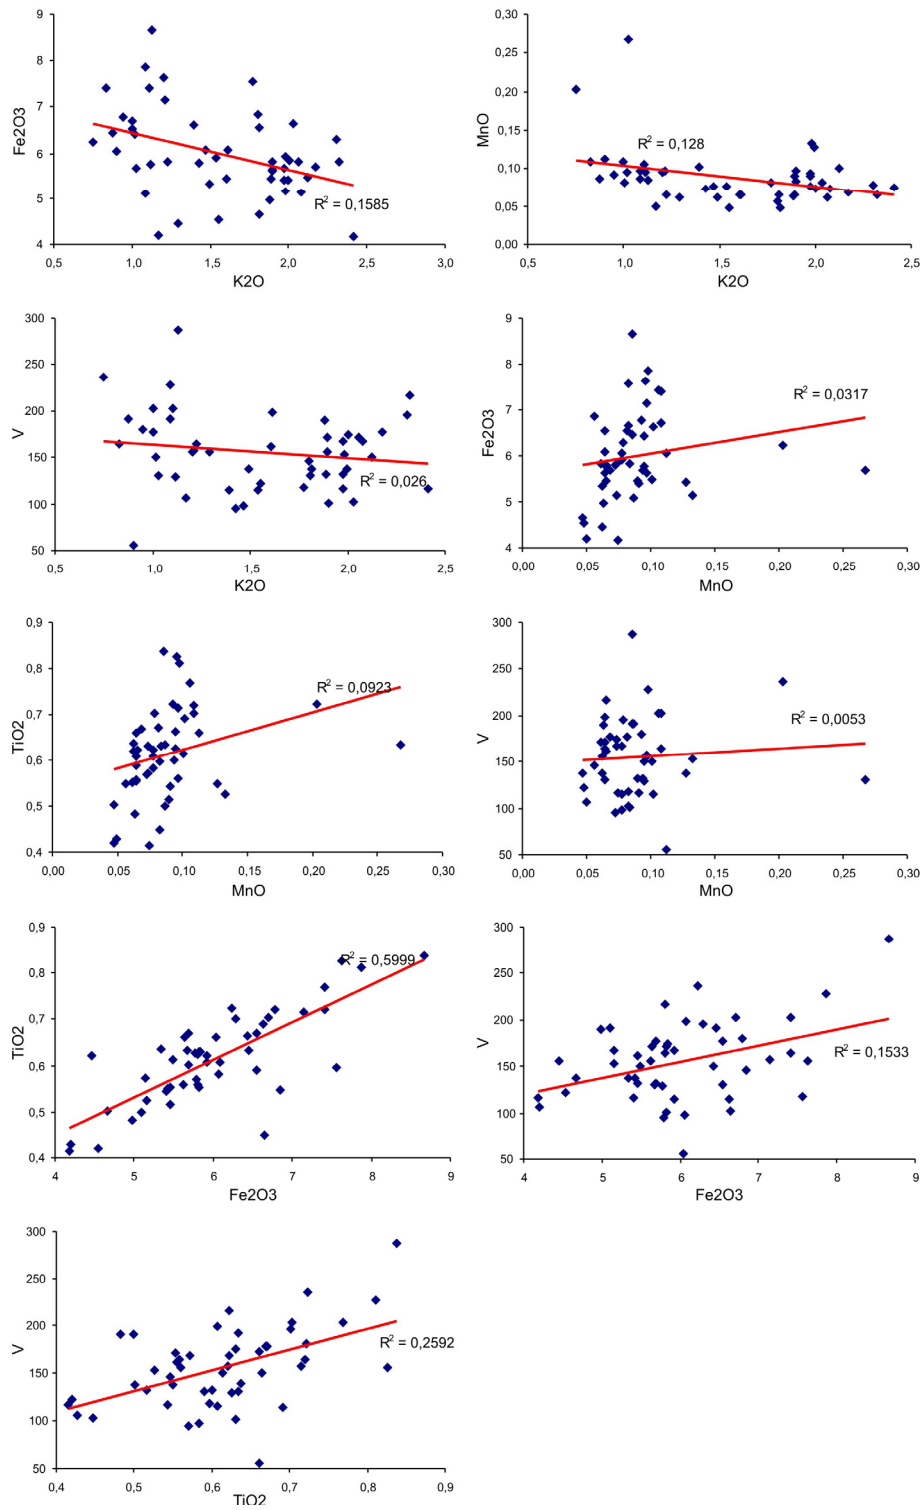 9
8
7
6
5
4
Fe2O3
R² = 0,1585
0,5 1,0 1,5 2,0 2,5 3,0
K2O
0,30
0,25
0,20
0,15
0,10
0,05
0,00
MnO
R² = 0,128
0,5 1,0 1,5 2,0 2,5
K2O
300
250
200
150
100
50
V
R² = 0,026
0,5 1,0 1,5 2,0 2,5
K2O
9
8
7
6
5
4
Fe2O3
R² = 0,0317
0,00 0,05 0,10 0,15 0,20 0,25 0,30
MnO
0,9
0,8
0,7
0,6
0,5
0,4
TiO2
R² = 0,0923
0,00 0,05 0,10 0,15 0,20 0,25 0,30
MnO
300
250
200
150
100
50
V
R² = 0,0053
0,00 0,05 0,10 0,15 0,20 0,25 0,30
MnO
0,9
0,8
0,7
0,6
0,5
0,4
TiO2
R² = 0,5999
4 5 6 7 8 9
Fe2O3
300
250
200
150
100
50
V
R² = 0,1533
4 5 6 7 8 9
Fe2O3
300
250
200
150
100
50
V
R² = 0,2592
0,4 0,5 0,6 0,7 0,8 0,9
TiO2